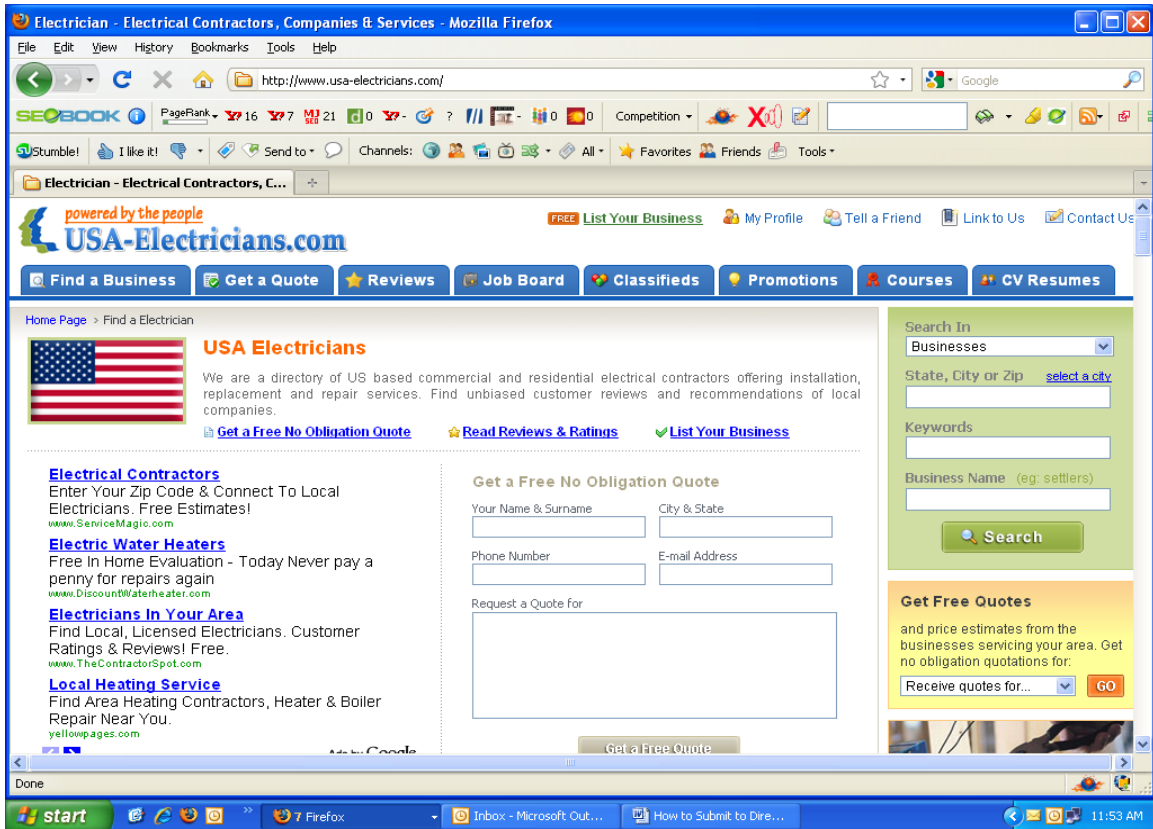 Electrician - Electrical Contractors, Companies & Services - Mozilla Firefox
File Edit View History Bookmarks Tools Help
http://www.usa-electricians.com/ Google
SEOBOOK PageRank 16 7 MJ SEO 21 0 - ? 0 0 Competition
Stumble! I like it! Send to Channels: All Favorites Friends Tools
Electrician - Electrical Contractors, C...
powered by the people
USA-Electricians.com
FREE List Your Business My Profile Tell a Friend Link to Us Contact Us
Find a Business Get a Quote Reviews Job Board Classifieds Promotions Courses CV Resumes
Home Page > Find a Electrician
USA Electricians
We are a directory of US based commercial and residential electrical contractors offering installation,
replacement and repair services. Find unbiased customer reviews and recommendations of local
companies.
Get a Free No Obligation Quote Read Reviews & Ratings List Your Business
Electrical Contractors
Enter Your Zip Code & Connect To Local
Electricians. Free Estimates!
www.ServiceMagic.com
Electric Water Heaters
Free In Home Evaluation - Today Never pay a
penny for repairs again
www.DiscountWaterheater.com
Electricians In Your Area
Find Local, Licensed Electricians. Customer
Ratings & Reviews! Free.
www.TheContractorSpot.com
Local Heating Service
Find Area Heating Contractors, Heater & Boiler
Repair Near You.
yellowpages.com
Ads by Google
Get a Free No Obligation Quote
Your Name & Surname City & State
Phone Number E-mail Address
Request a Quote for
Get a Free Quote
Search In
Businesses
State, City or Zip select a city
Keywords
Business Name (eg: settlers)
Search
Get Free Quotes
and price estimates from the
businesses servicing your area. Get
no obligation quotations for:
Receive quotes for... GO
Done
start 7 Firefox Inbox - Microsoft Out... How to Submit to Dire... 11:53 AM